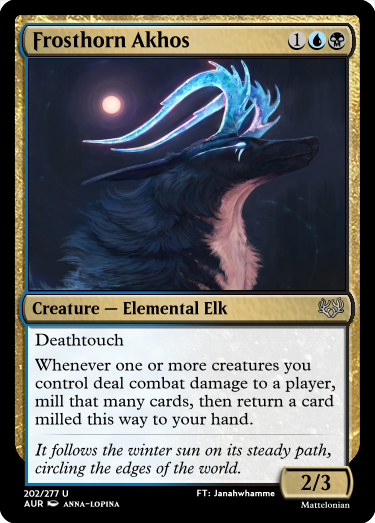 Frosthorn Akhos 1
Creature — Elemental Elk
Deathtouch
Whenever one or more creatures you
control deal combat damage to a player,
mill that many cards, then return a card
milled this way to your hand.
It follows the winter sun on its steady path,
circling the edges of the world.
2/3
202/277 U FT: Janahwhamme
AUR ANNA-LOPINA Mattelonian